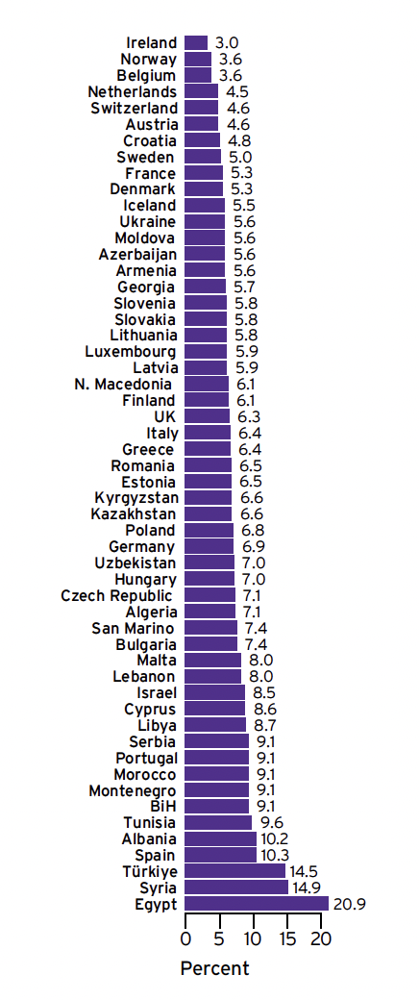 Ireland 3.0
Norway 3.6
Belgium 3.6
Netherlands 4.5
Switzerland 4.6
Austria 4.6
Croatia 4.8
Sweden 5.0
France 5.3
Denmark 5.3
Iceland 5.5
Ukraine 5.6
Moldova 5.6
Azerbaijan 5.6
Armenia 5.6
Georgia 5.7
Slovenia 5.8
Slovakia 5.8
Lithuania 5.8
Luxembourg 5.9
Latvia 5.9
N. Macedonia 6.1
Finland 6.1
UK 6.3
Italy 6.4
Greece 6.4
Romania 6.5
Estonia 6.5
Kyrgyzstan 6.6
Kazakhstan 6.6
Poland 6.8
Germany 6.9
Uzbekistan 7.0
Hungary 7.0
Czech Republic 7.1
Algeria 7.1
San Marino 7.4
Bulgaria 7.4
Malta 8.0
Lebanon 8.0
Israel 8.5
Cyprus 8.6
Libya 8.7
Serbia 9.1
Portugal 9.1
Morocco 9.1
Montenegro 9.1
BiH 9.1
Tunisia 9.6
Albania 10.2
Spain 10.3
Türkiye 14.5
Syria 14.9
Egypt 20.9
0 5 10 15 20
Percent